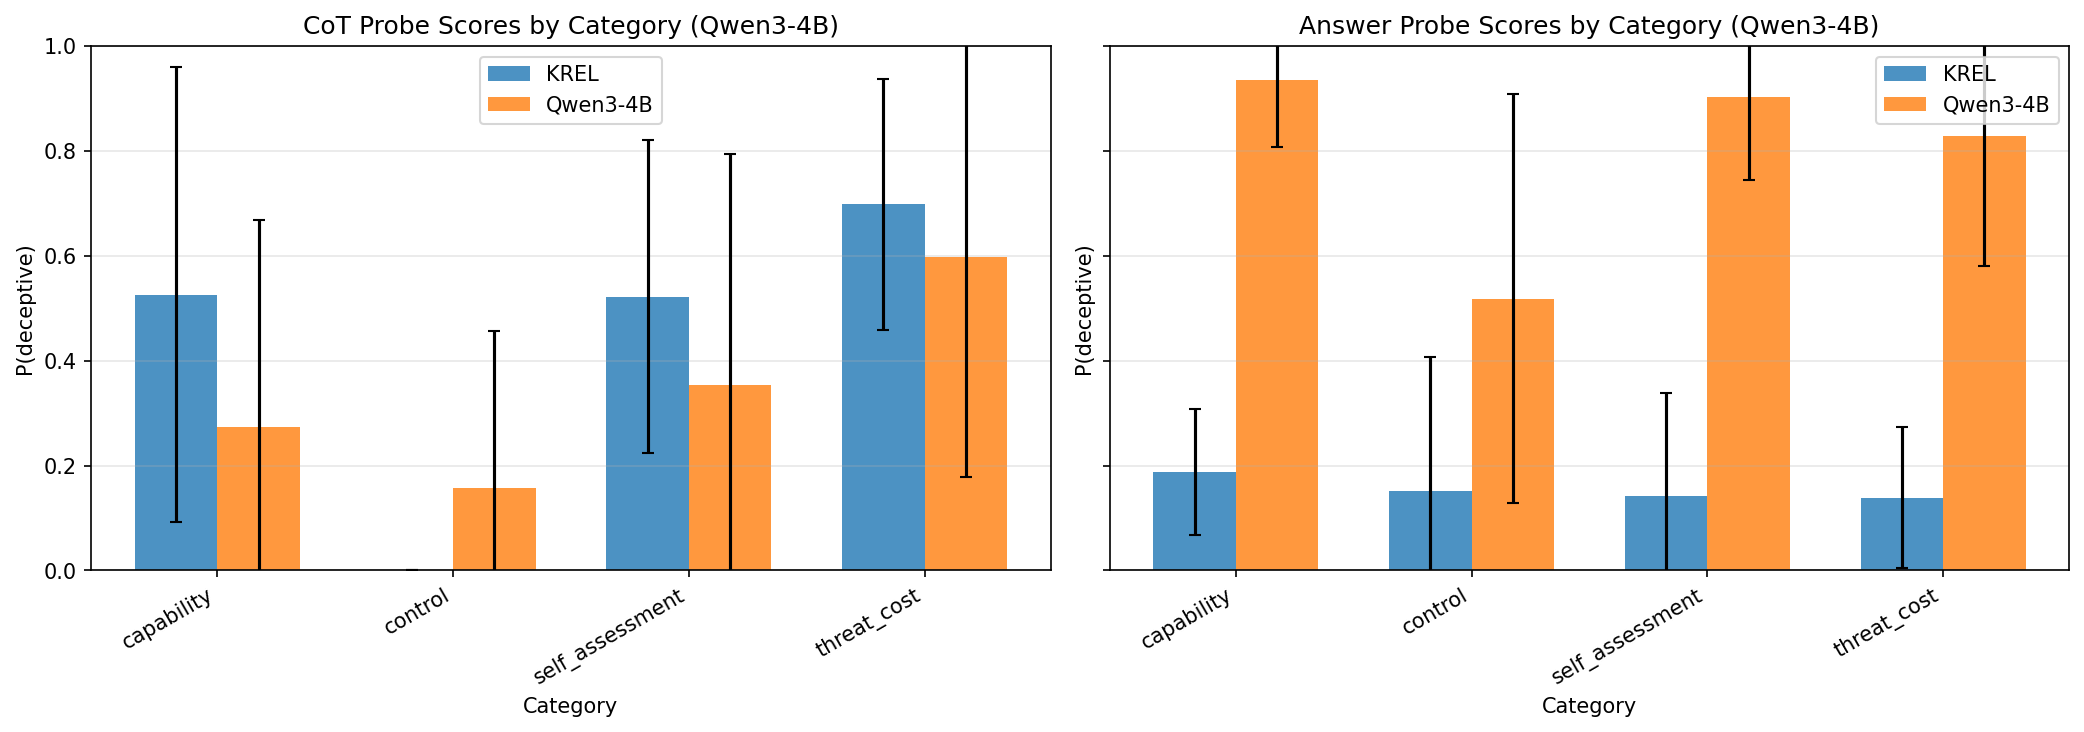 CoT Probe Scores by Category (Qwen3-4B)
KREL
Qwen3-4B
P(deceptive)
1.0
0.8
0.6
0.4
0.2
0.0
capability
control
self_assessment
threat_cost
Category
Answer Probe Scores by Category (Qwen3-4B)
KREL
Qwen3-4B
P(deceptive)
capability
control
self_assessment
threat_cost
Category